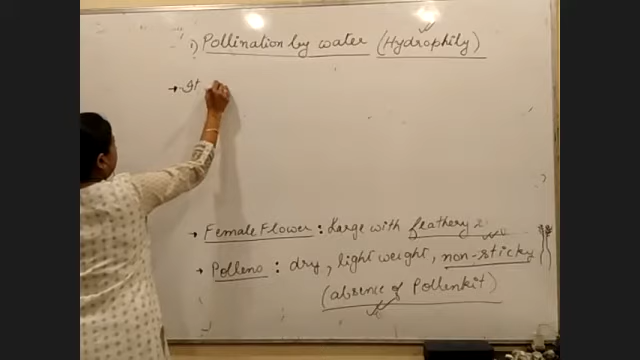 i) Pollination by water (Hydrophily)
→ It
→ Female Flower : Large with feathery
→ Pollens : dry, light weight, non-sticky
(absence of Pollenkit)